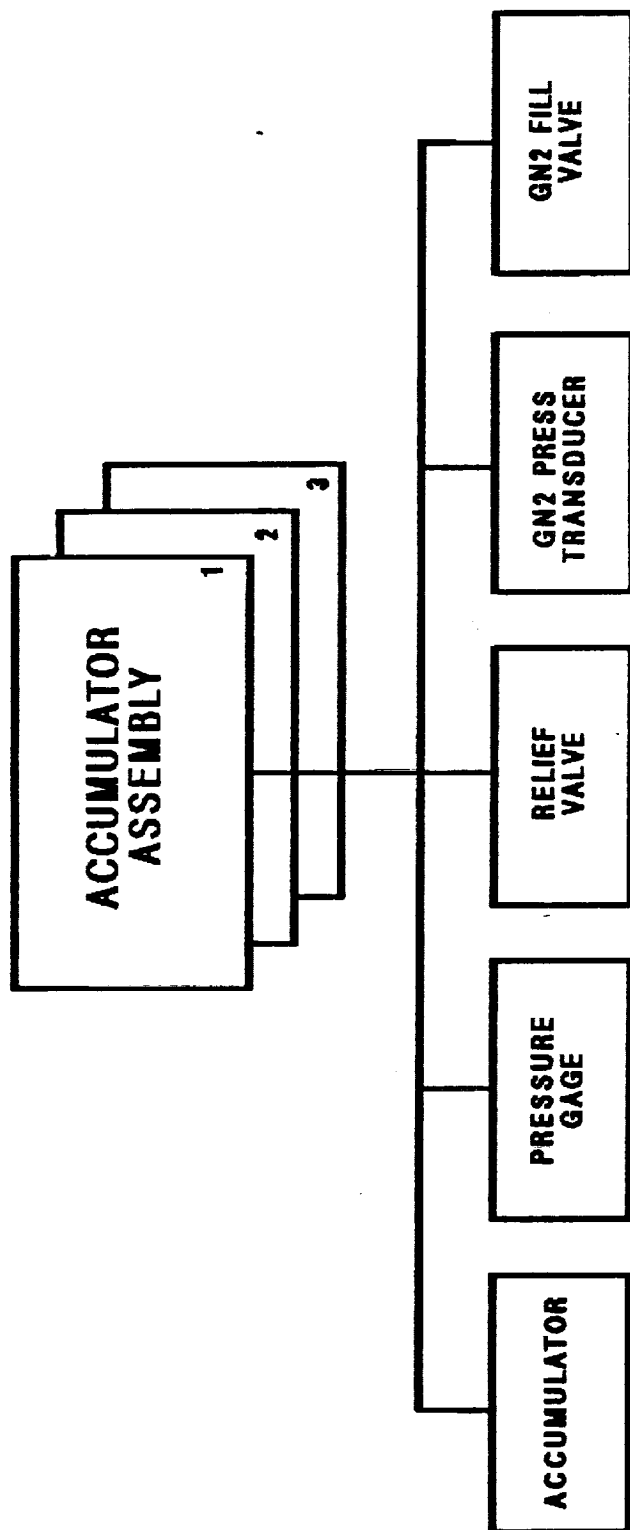 ACCUMULATOR
ASSEMBLY
1
2
3
ACCUMULATOR
PRESSURE
GAGE
RELIEF
VALVE
GN2 PRESS
TRANSDUCER
GN2 FILL
VALVE